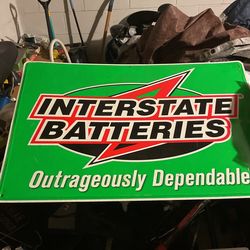 INTERSTATE
BATTERIES
Outrageously Dependable